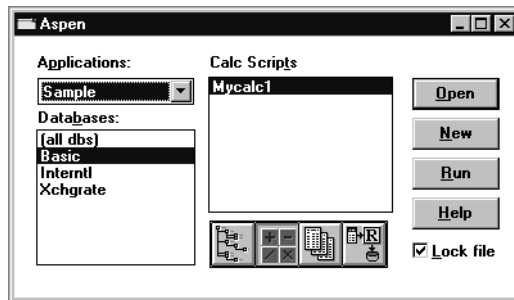 Aspen
Applications:
Calc Scripts
Sample
Mycalc1
Open
Databases:
(all dbs)
Basic
Interntl
Xchgrate
New
Run
Help
R
Lock file